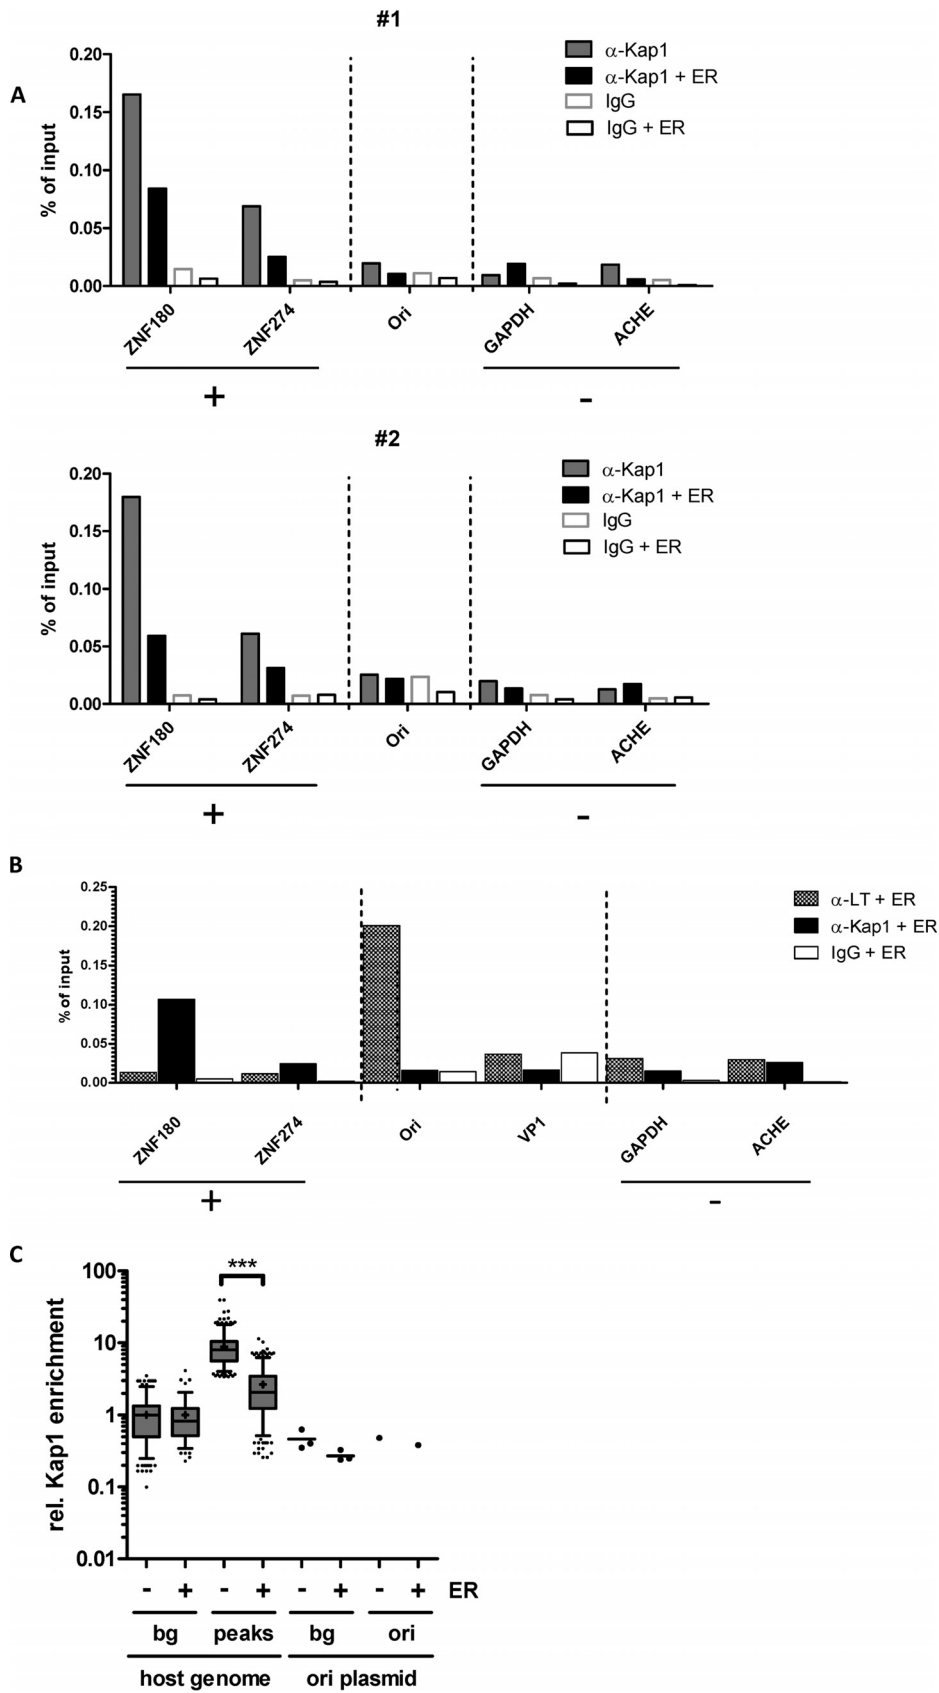 #1
A
0.20
0.15
0.10
0.05
0.00
% of input
α-Kap1
α-Kap1 + ER
IgG
IgG + ER
ZNF180
ZNF274
Ori
GAPDH
ACHE
+
-
#2
0.20
0.15
0.10
0.05
0.00
% of input
α-Kap1
α-Kap1 + ER
IgG
IgG + ER
ZNF180
ZNF274
Ori
GAPDH
ACHE
+
-
B
0.25
0.20
0.15
0.10
0.05
0.00
% of input
α-LT + ER
α-Kap1 + ER
IgG + ER
ZNF180
ZNF274
Ori
VP1
GAPDH
ACHE
+
-
C
100
10
1
0.1
0.01
rel. Kap1 enrichment
***
- + - + - + - + ER
bg peaks bg ori
host genome ori plasmid